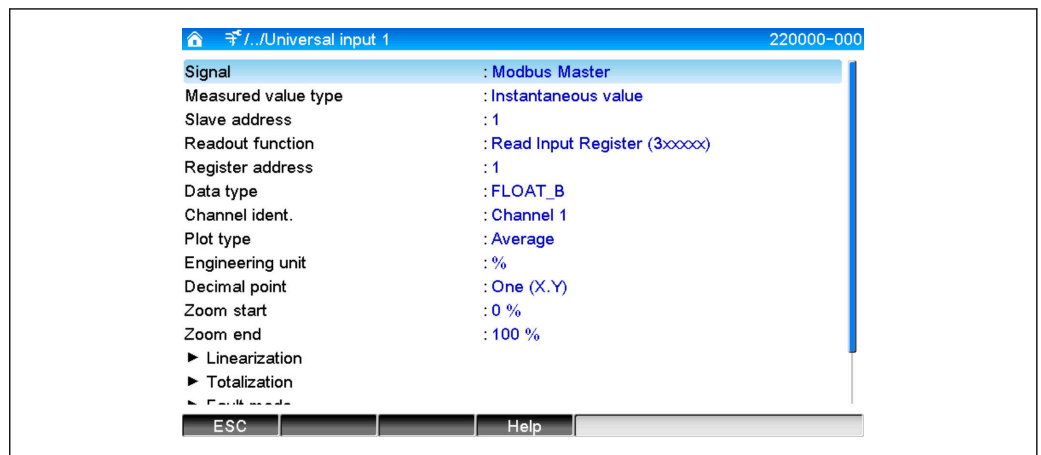 /../Universal input 1 220000-000
Signal : Modbus Master
Measured value type : Instantaneous value
Slave address : 1
Readout function : Read Input Register (3xxxxx)
Register address : 1
Data type : FLOAT_B
Channel ident. : Channel 1
Plot type : Average
Engineering unit : %
Decimal point : One (X.Y)
Zoom start : 0 %
Zoom end : 100 %
► Linearization
► Totalization
► Fault mode
ESC Help